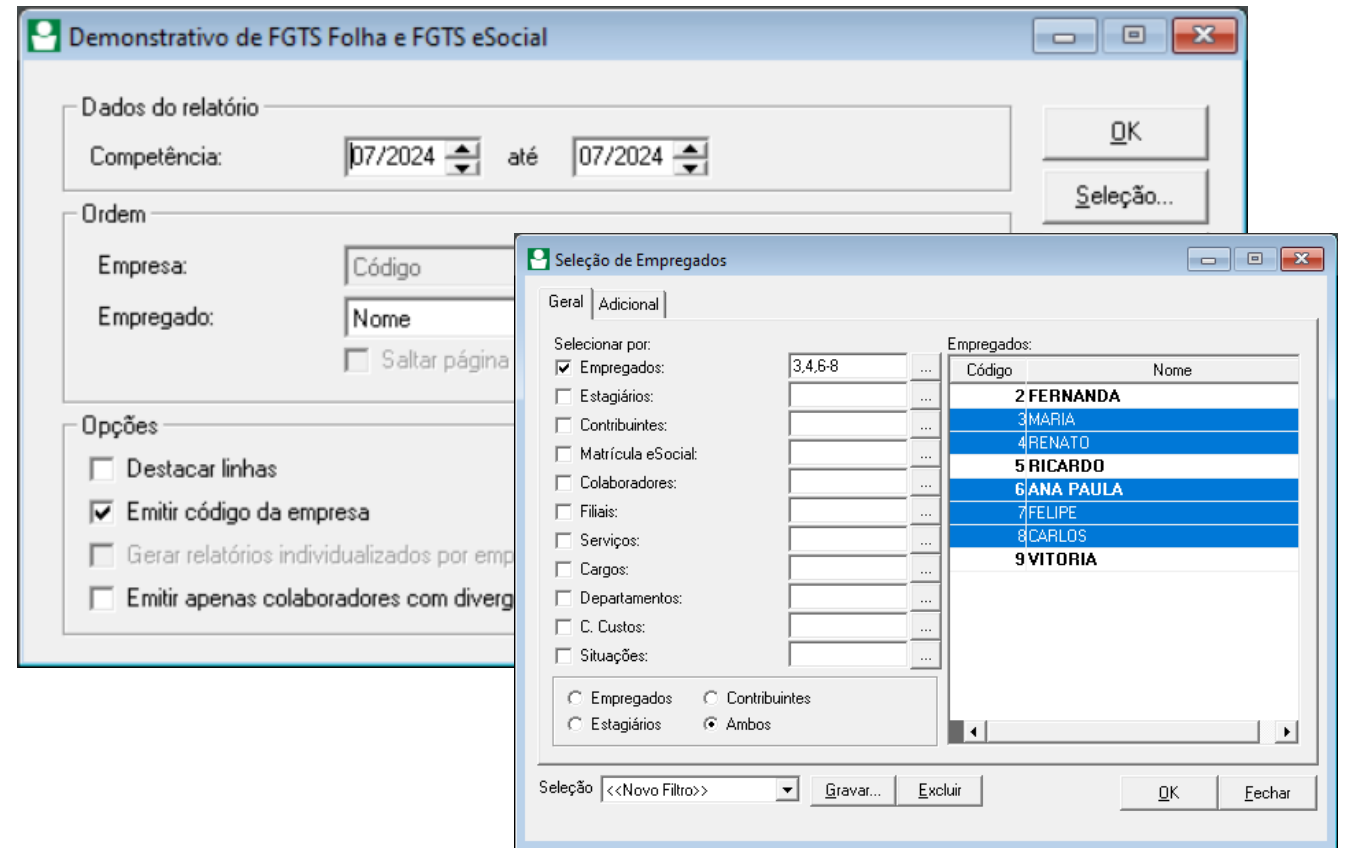 Demonstrativo de FGTS Folha e FGTS eSocial
Dados do relatório
Competência: 07/2024 até 07/2024
OK
Seleção...
Ordem
Empresa: Código
Empregado: Nome
Saltar página
Opções
Destacar linhas
Emitir código da empresa
Gerar relatórios individualizados por emp
Emitir apenas colaboradores com diverg
Seleção de Empregados
Geral Adicional
Selecionar por:
Empregados: 3,4,6-8 ...
Estagiários: ...
Contribuintes: ...
Matrícula eSocial: ...
Colaboradores: ...
Filiais: ...
Serviços: ...
Cargos: ...
Departamentos: ...
C. Custos: ...
Situações: ...
Empregados Contribuintes
Estagiários Ambos
Empregados:
Código Nome
2 FERNANDA
3 MARIA
4 RENATO
5 RICARDO
6 ANA PAULA
7 FELIPE
8 CARLOS
9 VITORIA
Seleção <<Novo Filtro>> Gravar... Excluir OK Fechar